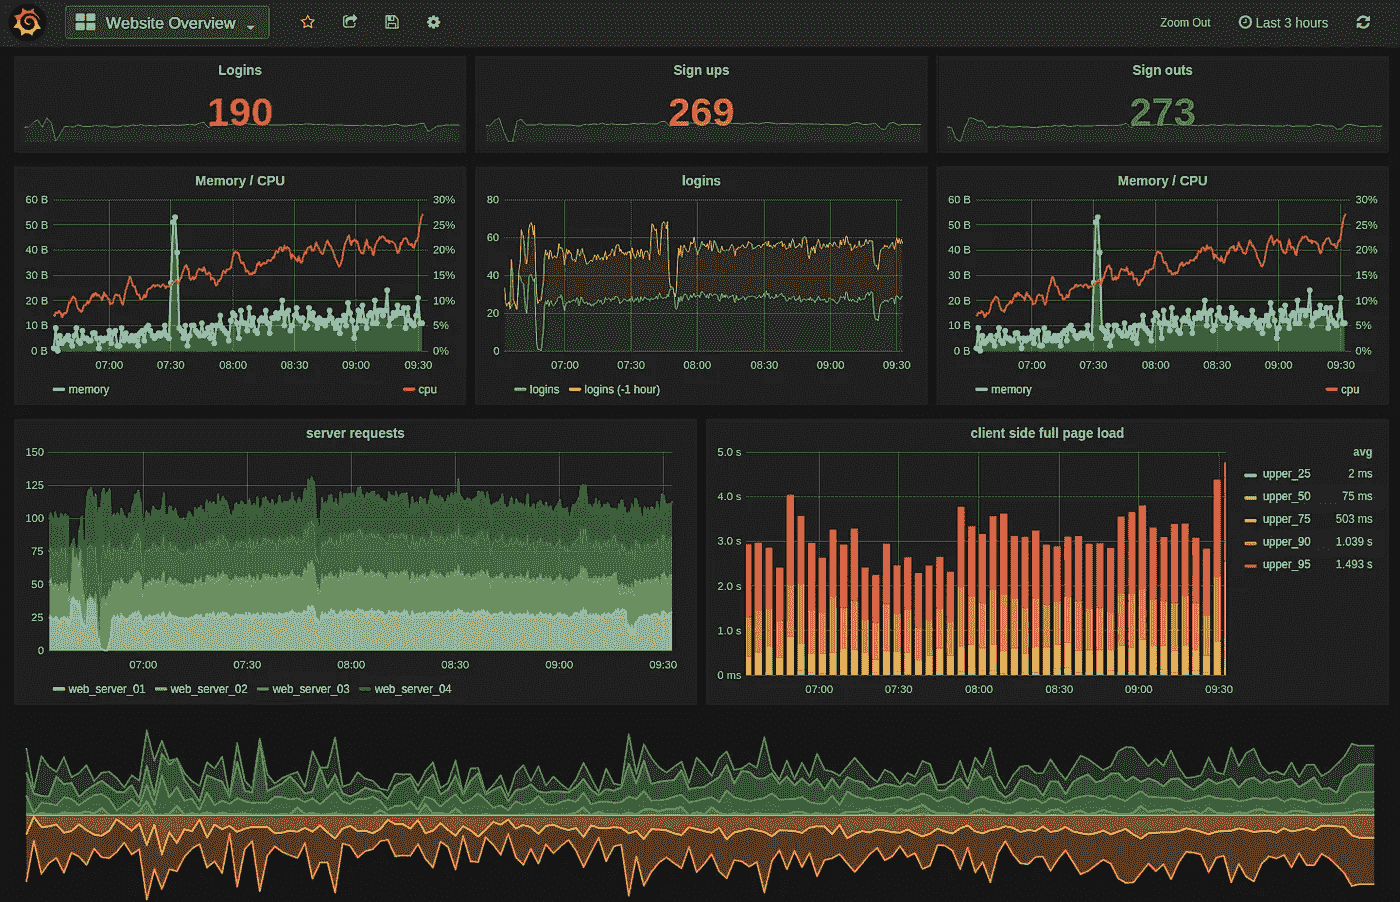 Website Overview
Zoom Out
Last 3 hours
Logins
190
Sign ups
269
Sign outs
273
Memory / CPU
60 B
50 B
40 B
30 B
20 B
10 B
0 B
30%
25%
20%
15%
10%
5%
0%
07:00 07:30 08:00 08:30 09:00 09:30
memory cpu
logins
80
60
40
20
0
07:00 07:30 08:00 08:30 09:00 09:30
logins logins (-1 hour)
Memory / CPU
60 B
50 B
40 B
30 B
20 B
10 B
0 B
30%
25%
20%
15%
10%
5%
0%
07:00 07:30 08:00 08:30 09:00 09:30
memory cpu
server requests
150
125
100
75
50
25
0
07:00 07:30 08:00 08:30 09:00 09:30
web_server_01 web_server_02 web_server_03 web_server_04
client side full page load
5.0 s
4.0 s
3.0 s
2.0 s
1.0 s
0 ms
07:00 07:30 08:00 08:30 09:00 09:30
avg
upper_25 2 ms
upper_50 75 ms
upper_75 503 ms
upper_90 1.039 s
upper_95 1.493 s